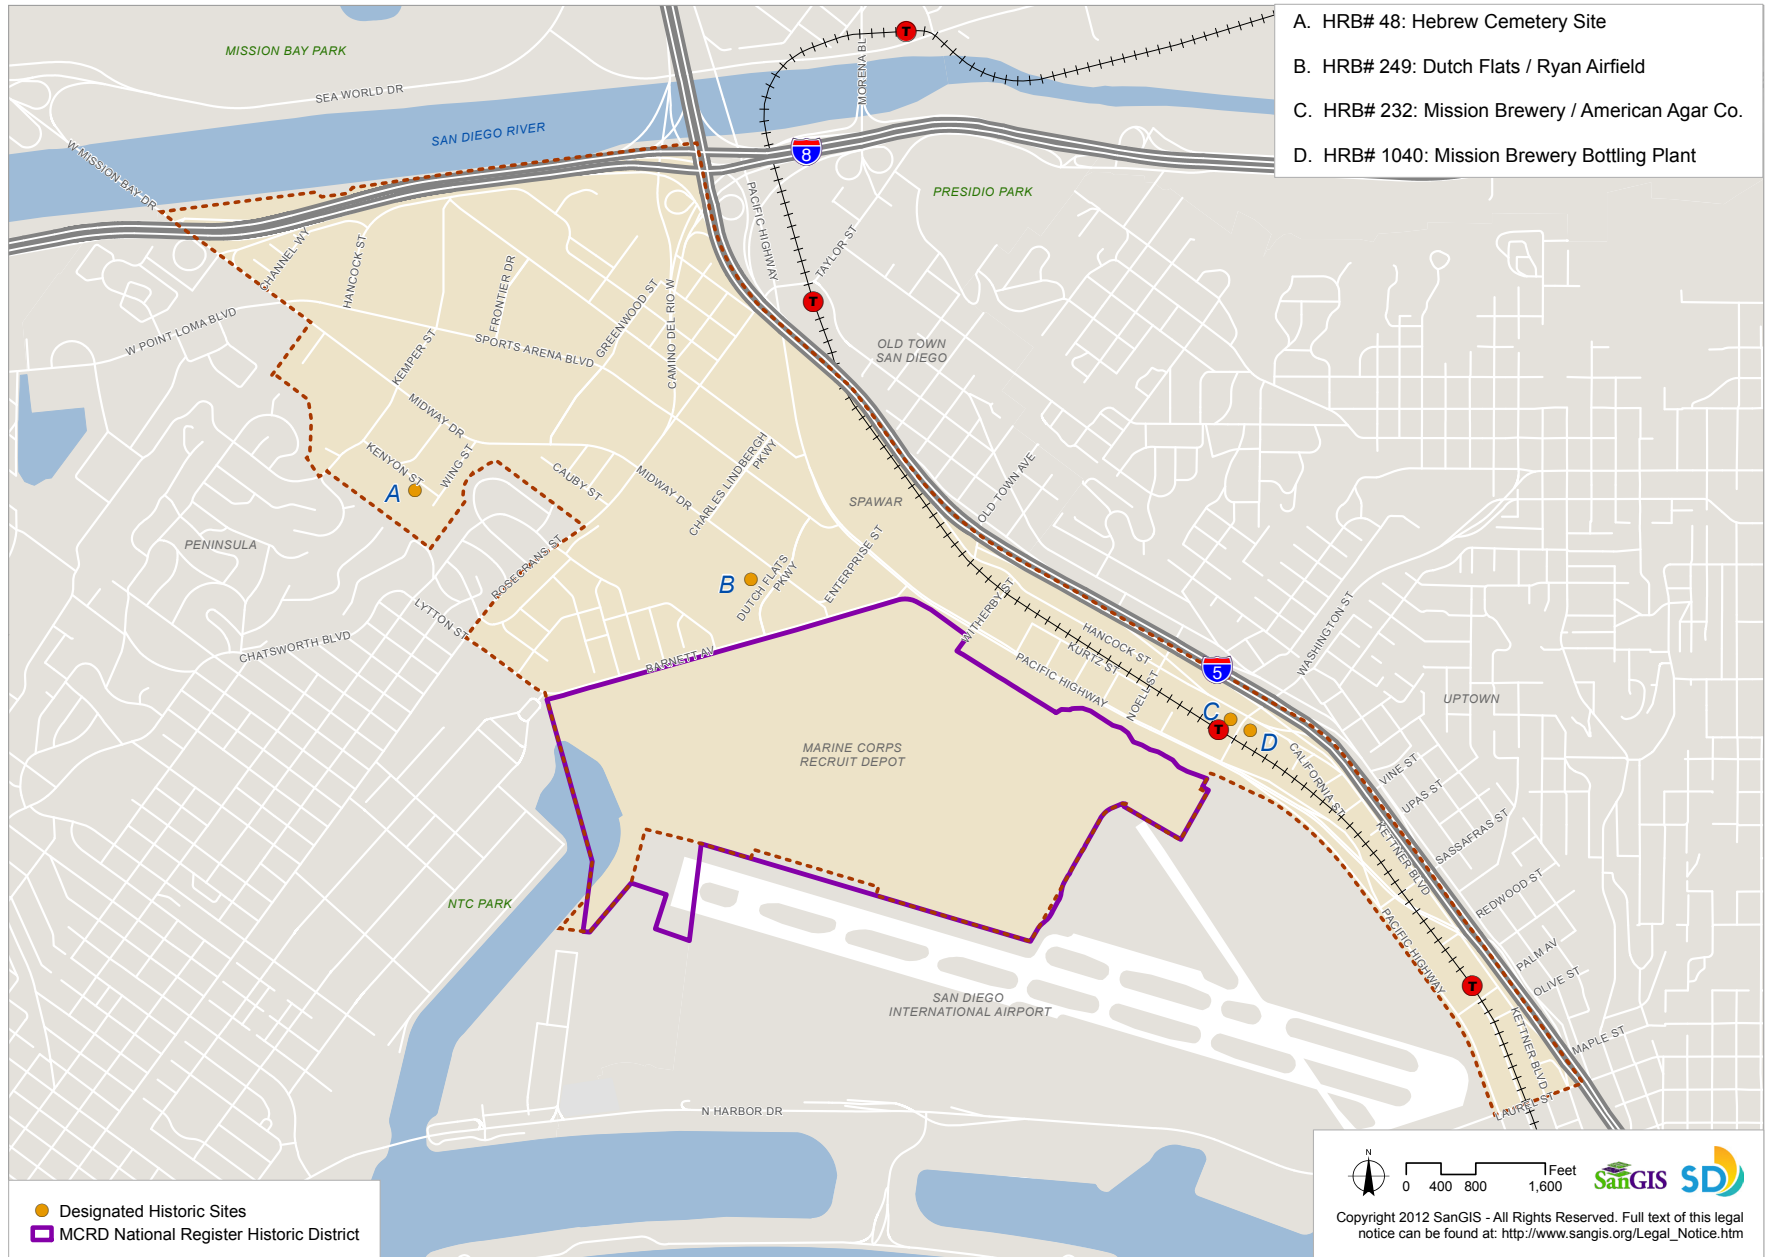 A. HRB# 48: Hebrew Cemetery Site
B. HRB# 249: Dutch Flats / Ryan Airfield
C. HRB# 232: Mission Brewery / American Agar Co.
D. HRB# 1040: Mission Brewery Bottling Plant
MISSION BAY PARK
SEA WORLD DR
SAN DIEGO RIVER
W MISSION BAY DR
MORENA BL
T
8
PRESIDIO PARK
PACIFIC HIGHWAY
TAYLOR ST
T
CHANNEL WY
HANCOCK ST
FRONTIER DR
GREENWOOD ST
CAMINO DEL RIO W
W POINT LOMA BLVD
KEMPER ST
SPORTS ARENA BLVD
OLD TOWN
SAN DIEGO
MIDWAY DR
KENYON ST
WING ST
A
CAUBY ST
MIDWAY DR
CHARLES LINDBERGH
PKWY
SPAWAR
OLD TOWN AVE
PENINSULA
ROSECRANS ST
B
DUTCH FLATS
PKWY
ENTERPRISE ST
LYTTON ST
CHATSWORTH BLVD
BARNETT AV
WITHERBY ST
HANCOCK ST
KURTZ ST
PACIFIC HIGHWAY
NOELL ST
WASHINGTON ST
5
UPTOWN
C
T
D
MARINE CORPS
RECRUIT DEPOT
CALIFORNIA ST
VINE ST
UPAS ST
SASSAFRAS ST
KETTNER BLVD
REDWOOD ST
NTC PARK
PACIFIC HIGHWAY
PALM AV
OLIVE ST
T
SAN DIEGO
INTERNATIONAL AIRPORT
KETTNER BLVD
MAPLE ST
LAUREL ST
N HARBOR DR
Designated Historic Sites
MCRD National Register Historic District
N
Feet
0 400 800 1,600
SanGIS
SD
Copyright 2012 SanGIS - All Rights Reserved. Full text of this legal
notice can be found at: http://www.sangis.org/Legal_Notice.htm